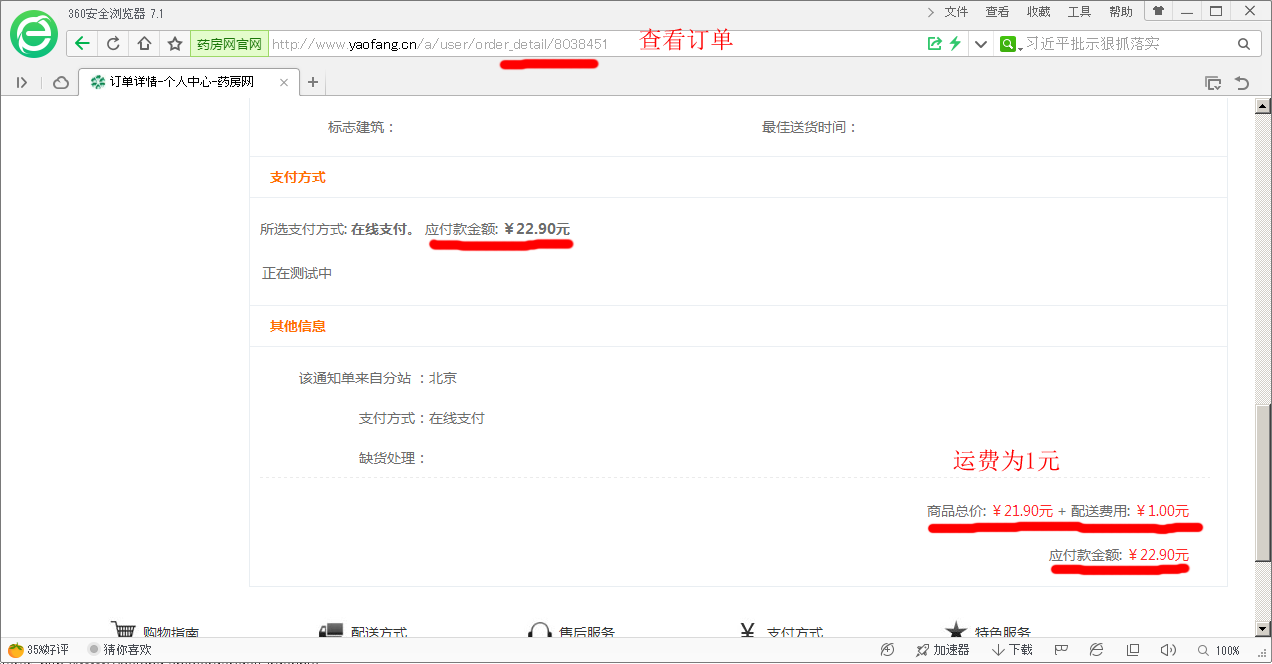 360安全浏览器 7.1
文件 查看 收藏 工具 帮助
药房网官网 http://www.yaofang.cn/a/user/order_detail/8038451
查看订单
习近平批示狠抓落实
订单详情-个人中心-药房网
标志建筑： 最佳送货时间：
支付方式
所选支付方式: 在线支付。 应付款金额: ￥22.90元
正在测试中
其他信息
该通知单来自分站 ：北京
支付方式：在线支付
缺货处理：
运费为1元
商品总价: ￥21.90元 + 配送费用: ￥1.00元
应付款金额: ￥22.90元
购物指南 配送方式 售后服务 支付方式 特色服务
35%好评 猜你喜欢 加速器 下载 100%